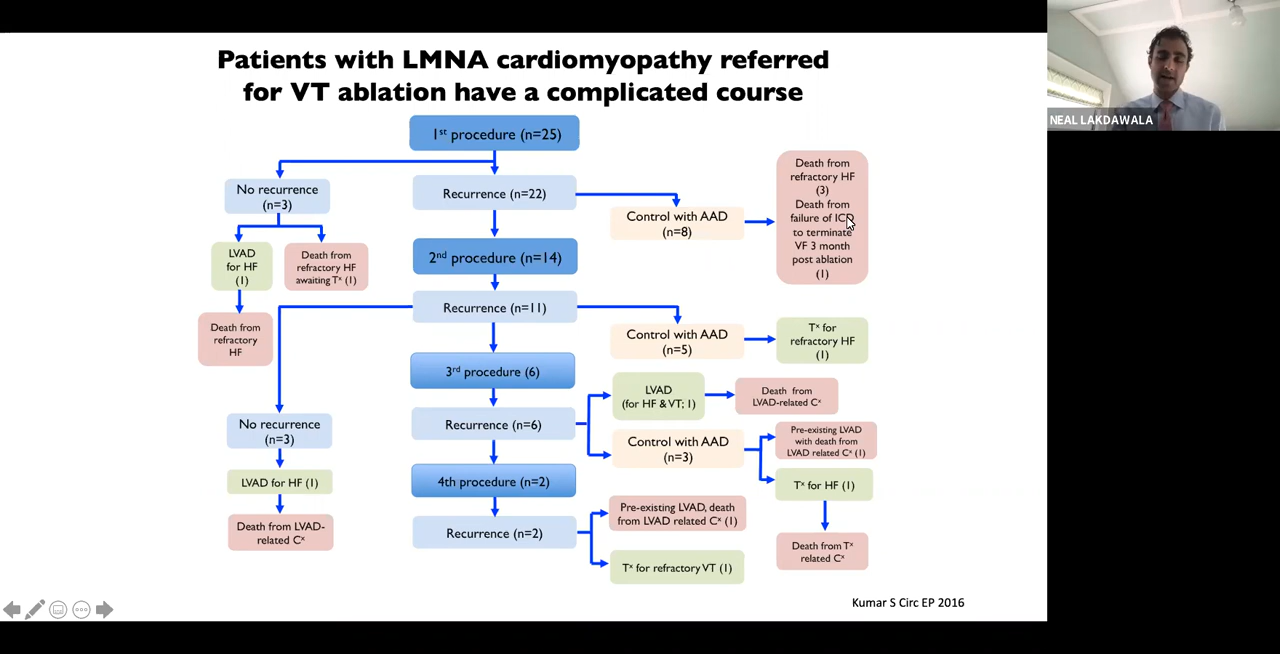 Patients with LMNA cardiomyopathy referred
for VT ablation have a complicated course
NEAL LAKDAWALA
1st procedure (n=25)
No recurrence
(n=3)
Recurrence (n=22)
Control with AAD
(n=8)
Death from
refractory HF
(3)
Death from
failure of ICD
to terminate
VF 3 month
post ablation
(1)
LVAD
for HF
(1)
Death from
refractory HF
awaiting Tx (1)
2nd procedure (n=14)
Death from
refractory
HF
Recurrence (n=11)
Control with AAD
(n=5)
Tx for
refractory HF
(1)
3rd procedure (6)
LVAD
(for HF & VT; 1)
Death from
LVAD-related Cx
No recurrence
(n=3)
Recurrence (n=6)
Control with AAD
(n=3)
Pre-existing LVAD
with death from
LVAD related Cx (1)
LVAD for HF (1)
4th procedure (n=2)
Tx for HF (1)
Death from LVAD-
related Cx
Recurrence (n=2)
Pre-existing LVAD, death
from LVAD related Cx (1)
Tx for refractory VT (1)
Death from Tx
related Cx
Kumar S Circ EP 2016